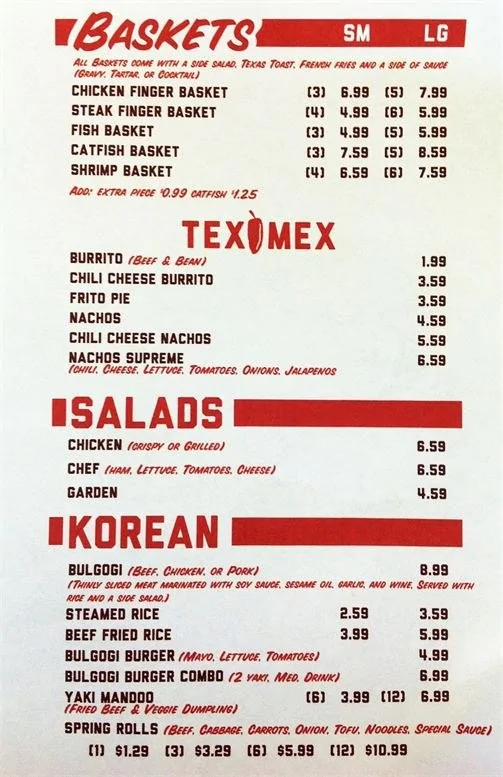 BASKETS SM LG
ALL BASKETS COME WITH A SIDE SALAD, TEXAS TOAST, FRENCH FRIES AND A SIDE OF SAUCE
(GRAVY, TARTAR, OR COCKTAIL)
CHICKEN FINGER BASKET (3) 6.99 (5) 7.99
STEAK FINGER BASKET (4) 4.99 (6) 5.99
FISH BASKET (3) 4.99 (5) 5.99
CATFISH BASKET (3) 7.59 (5) 8.59
SHRIMP BASKET (4) 6.59 (6) 7.59
ADD: EXTRA PIECE $0.99 CATFISH $1.25
TEX MEX
BURRITO (BEEF & BEAN) 1.99
CHILI CHEESE BURRITO 3.59
FRITO PIE 3.59
NACHOS 4.59
CHILI CHEESE NACHOS 5.59
NACHOS SUPREME 6.59
(CHILI, CHEESE, LETTUCE, TOMATOES, ONIONS, JALAPENOS
SALADS
CHICKEN (CRISPY OR GRILLED) 6.59
CHEF (HAM, LETTUCE, TOMATOES, CHEESE) 6.59
GARDEN 4.59
KOREAN
BULGOGI (BEEF, CHICKEN, OR PORK) 8.99
(THINLY SLICED MEAT MARINATED WITH SOY SAUCE, SESAME OIL, GARLIC, AND WINE, SERVED WITH
RICE AND A SIDE SALAD.)
STEAMED RICE 2.59 3.59
BEEF FRIED RICE 3.99 5.99
BULGOGI BURGER (MAYO, LETTUCE, TOMATOES) 4.99
BULGOGI BURGER COMBO (2 YAKI, MED. DRINK) 6.99
YAKI MANDOO (6) 3.99 (12) 6.99
(FRIED BEEF & VEGGIE DUMPLING)
SPRING ROLLS (BEEF, CABBAGE, CARROTS, ONION, TOFU, NOODLES, SPECIAL SAUCE)
(1) $1.29 (3) $3.29 (6) $5.99 (12) $10.99